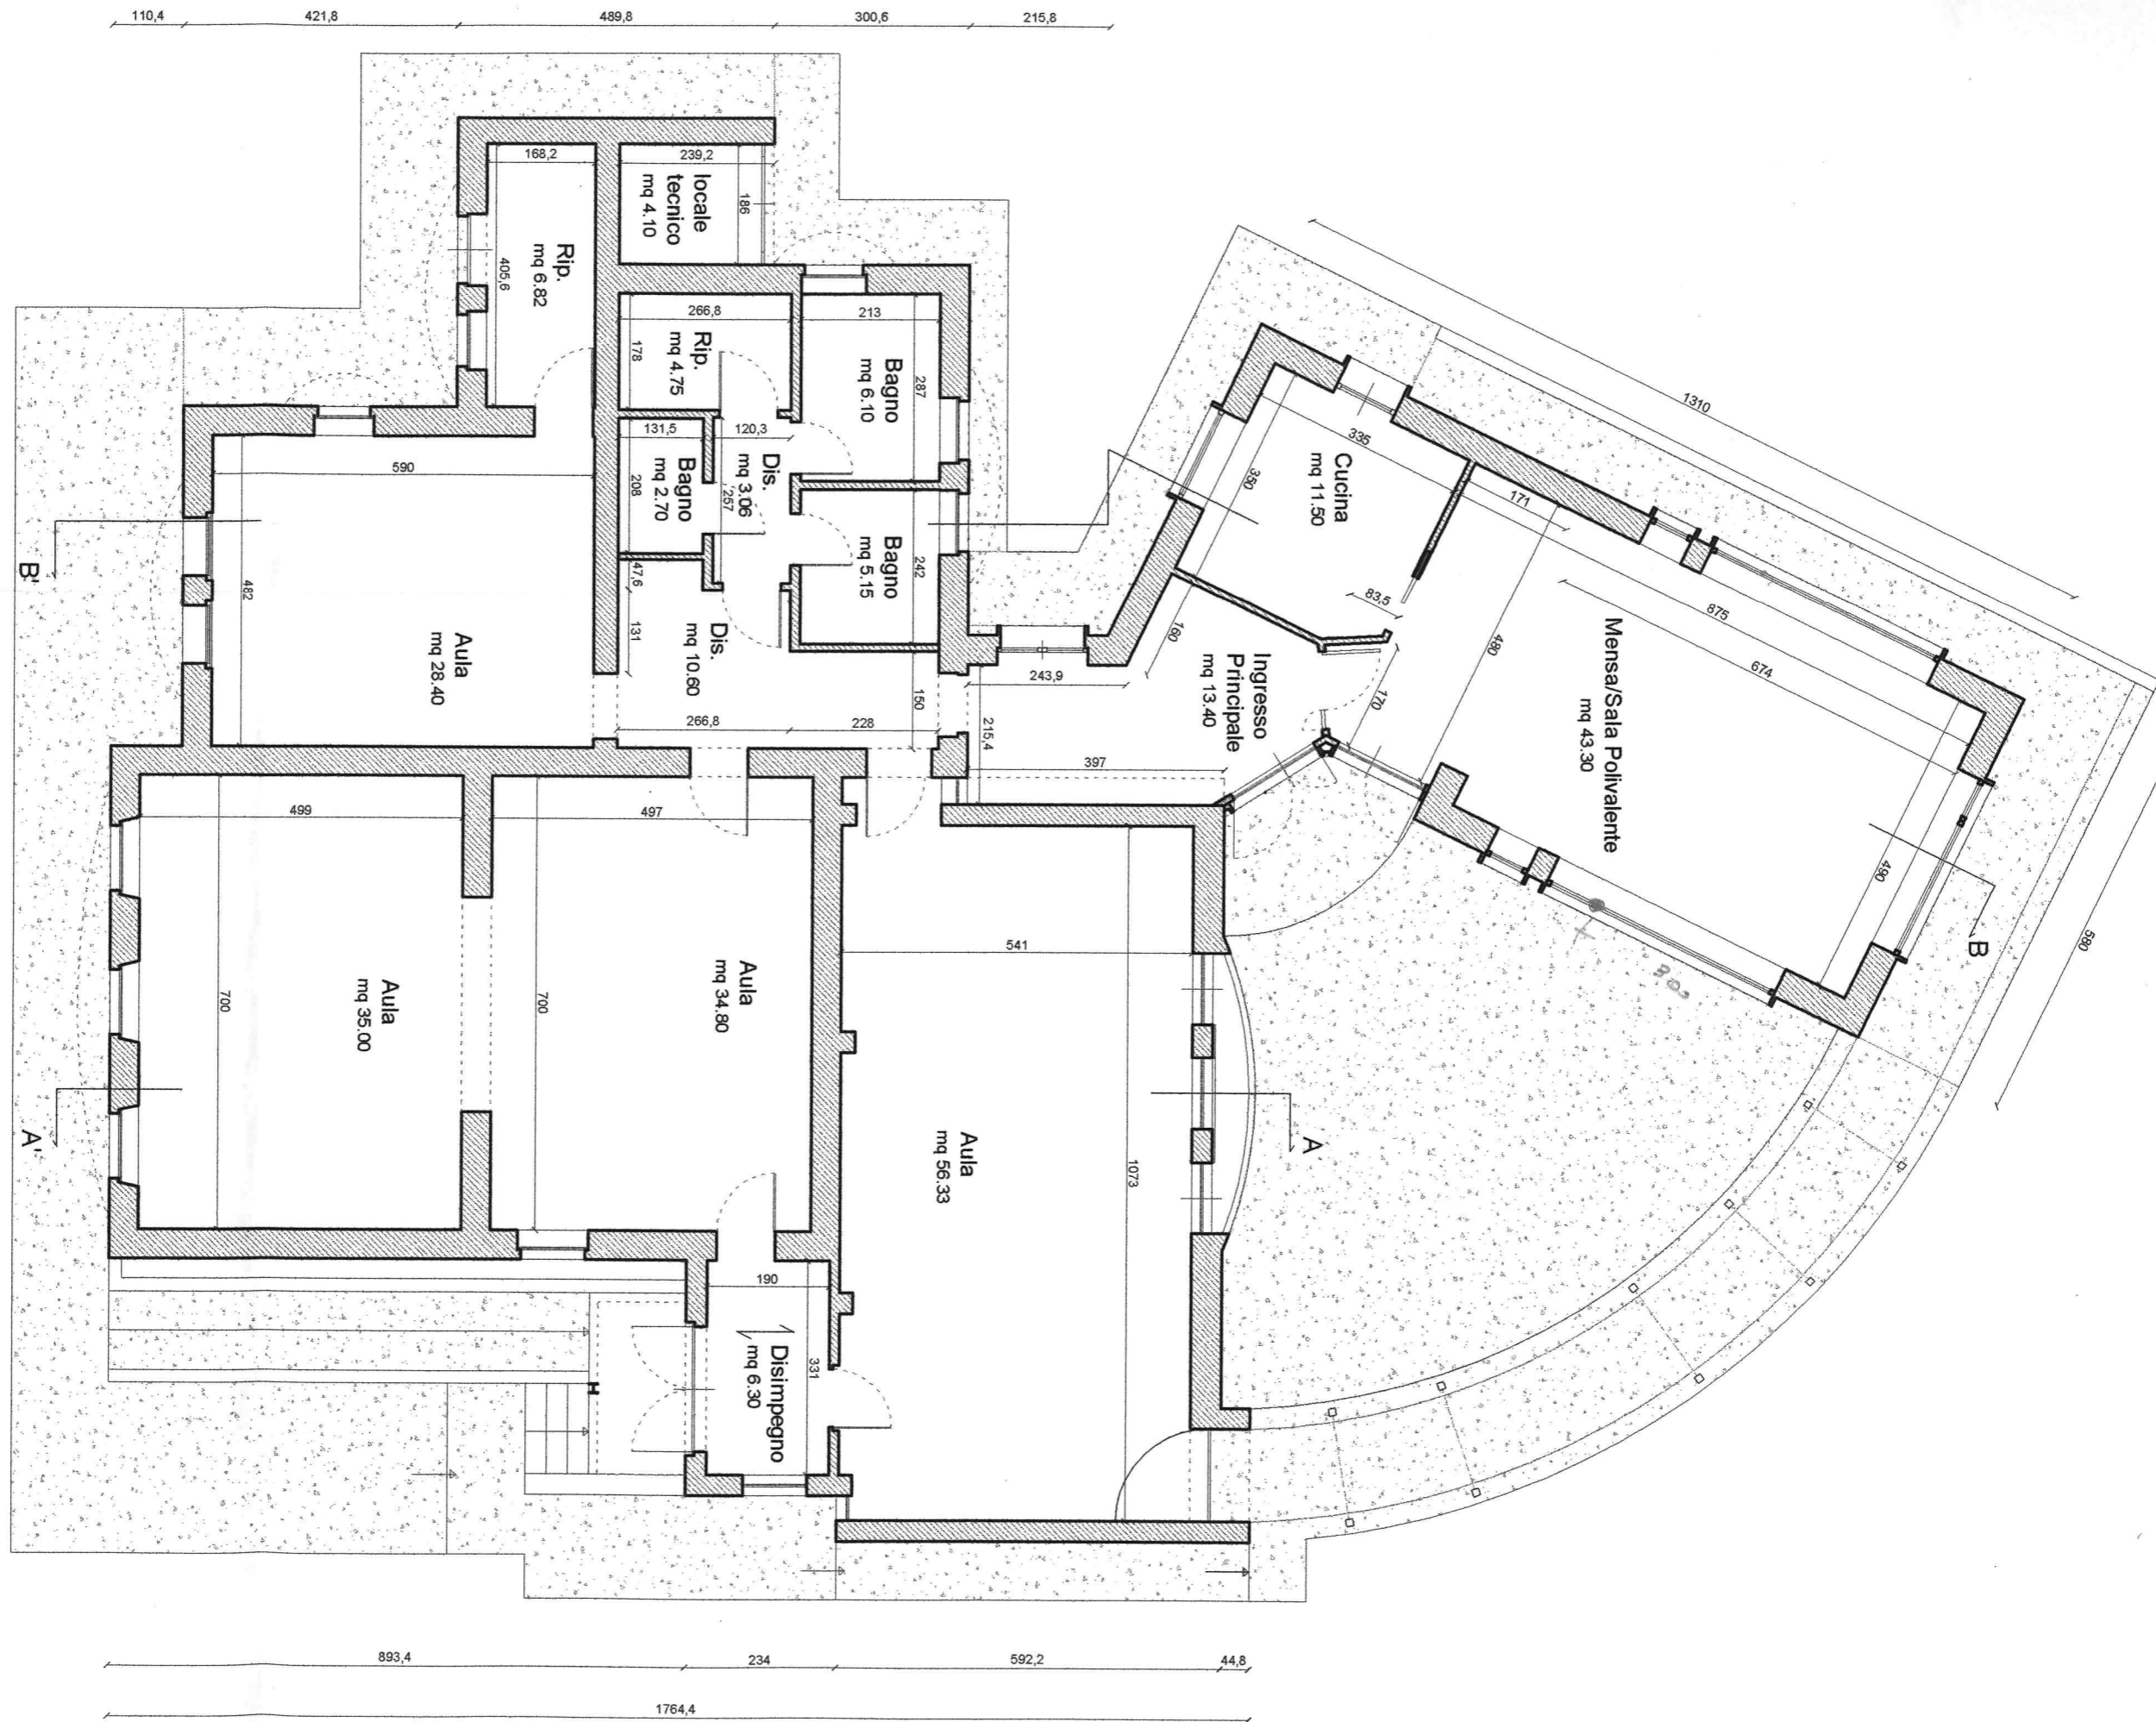 110,4
421,8
489,8
300,6
215,8
168,2
239,2
186
locale
tecnico
mq 4.10
Rip.
mq 6.82
405,6
266,8
178
Rip.
mq 4.75
213
Bagno
mq 6.10
287
131,5
120,3
Bagno
mq 2.70
208
Dis.
mq 3.06
257
Bagno
mq 5.15
242
47,6
131
Dis.
mq 10.60
266,8
228
150
590
482
Aula
mq 28.40
B'
1310
335
350
Cucina
mq 11.50
171
83,5
480
875
674
Mensa/Sala Polivalente
mq 43.30
490
580
B
160
170
Ingresso
Principale
mq 13.40
243,9
215,4
397
499
700
Aula
mq 35.00
497
700
Aula
mq 34.80
541
1073
Aula
mq 56.33
A
A'
190
331
Disimpegno
mq 6.30
893,4
234
592,2
44,8
1764,4